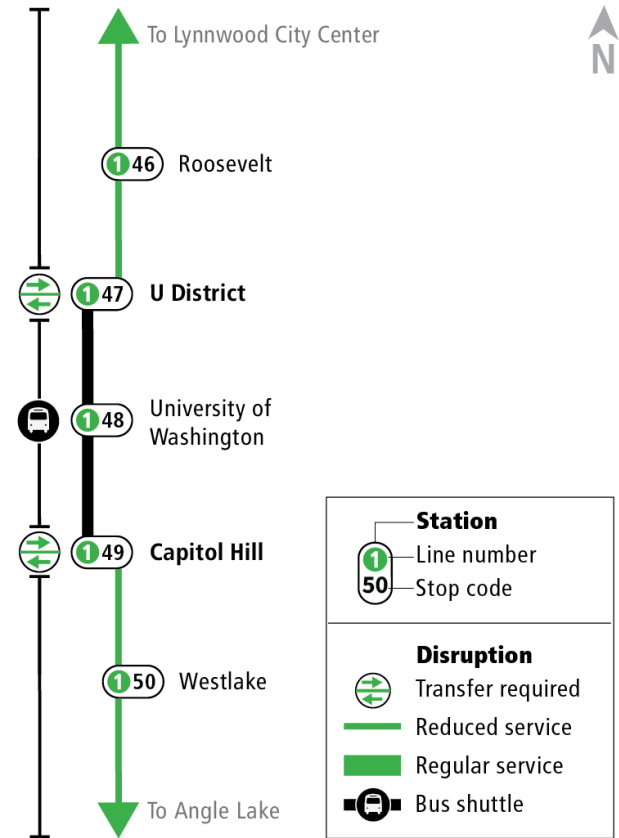 To Lynnwood City Center
N
1 46 Roosevelt
1 47 U District
1 48 University of
Washington
1 49 Capitol Hill
1 50 Westlake
To Angle Lake
Station
1 Line number
50 Stop code
Disruption
Transfer required
Reduced service
Regular service
Bus shuttle